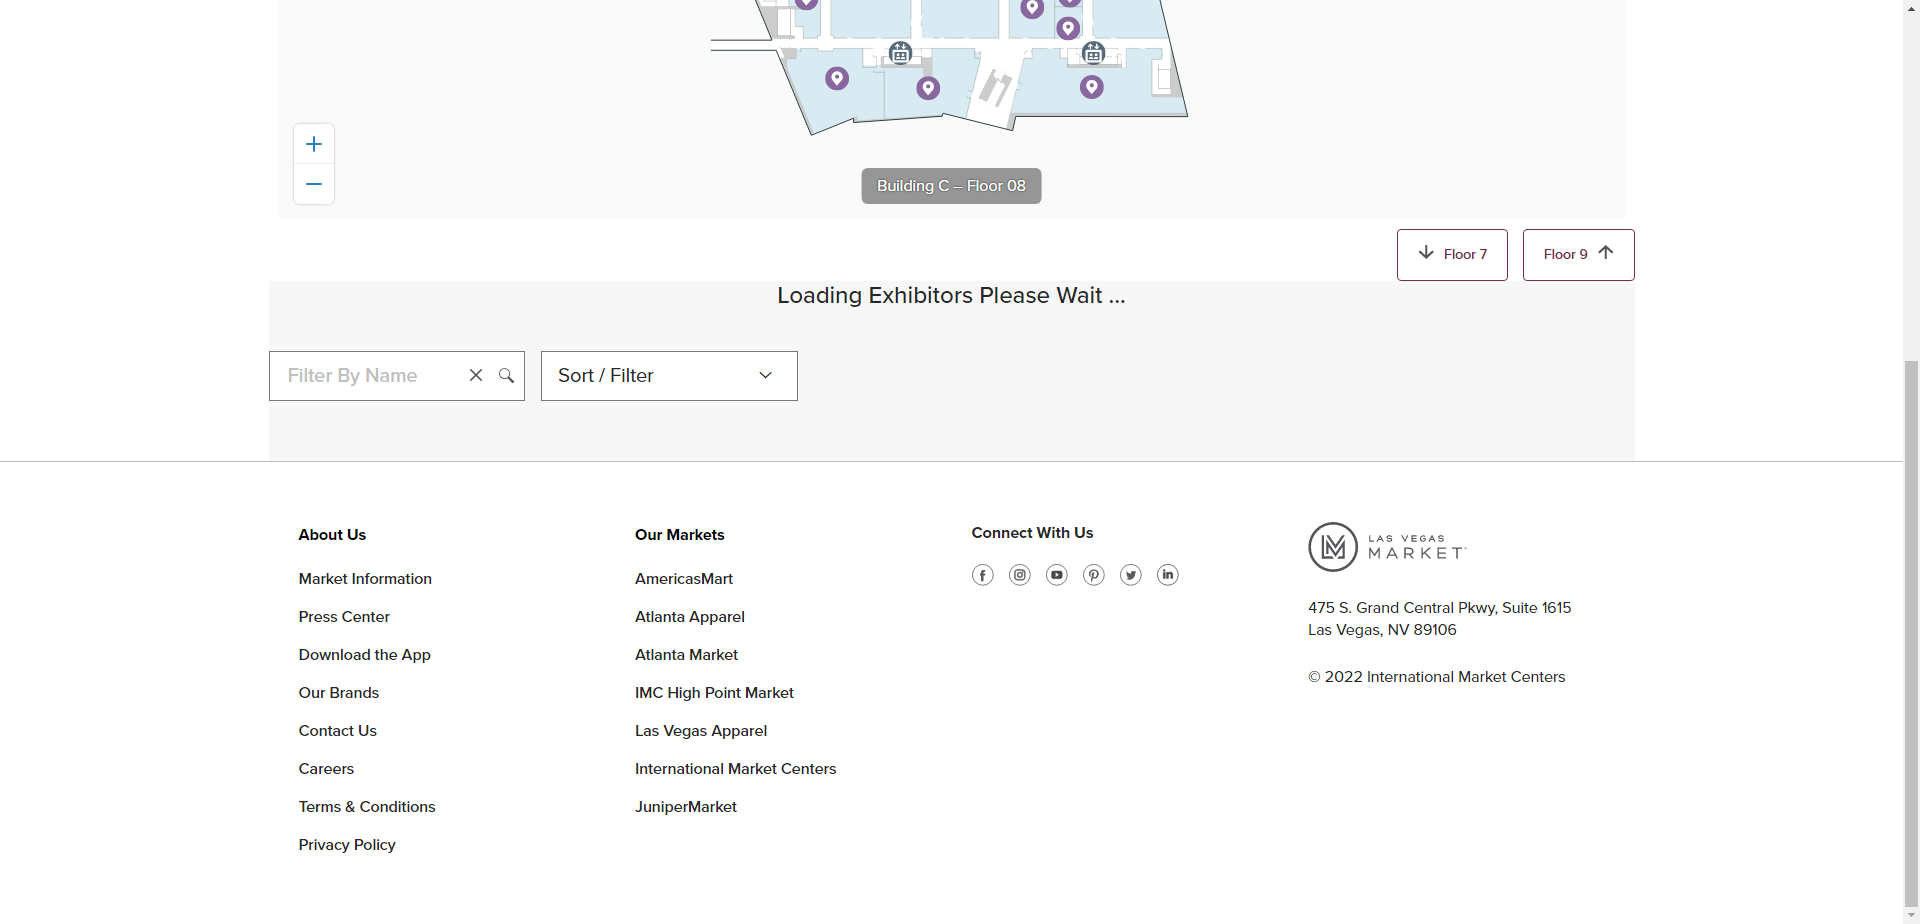 Building C – Floor 08
Floor 7
Floor 9
Loading Exhibitors Please Wait ...
Filter By Name
Sort / Filter
About Us
Market Information
Press Center
Download the App
Our Brands
Contact Us
Careers
Terms & Conditions
Privacy Policy
Our Markets
AmericasMart
Atlanta Apparel
Atlanta Market
IMC High Point Market
Las Vegas Apparel
International Market Centers
JuniperMarket
Connect With Us
LAS VEGAS
MARKET
475 S. Grand Central Pkwy, Suite 1615
Las Vegas, NV 89106
© 2022 International Market Centers